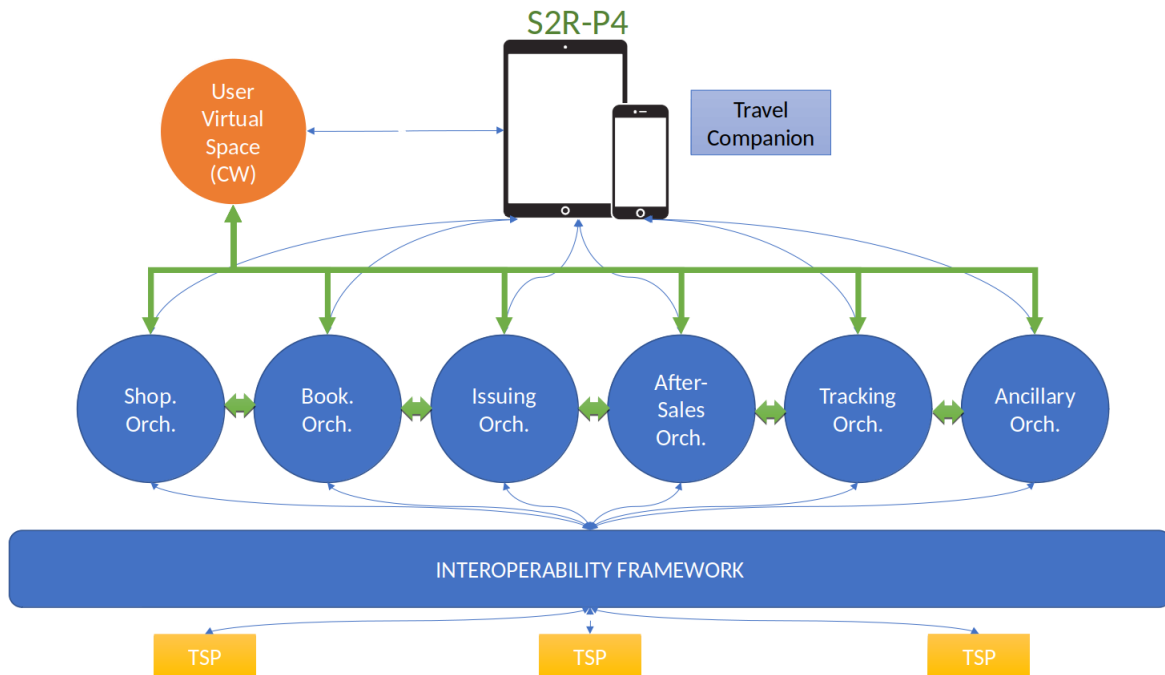 S2R-P4
User
Virtual
Space
(CW)
Travel
Companion
Shop.
Orch.
Book.
Orch.
Issuing
Orch.
After-
Sales
Orch.
Tracking
Orch.
Ancillary
Orch.
INTEROPERABILITY FRAMEWORK
TSP
TSP
TSP